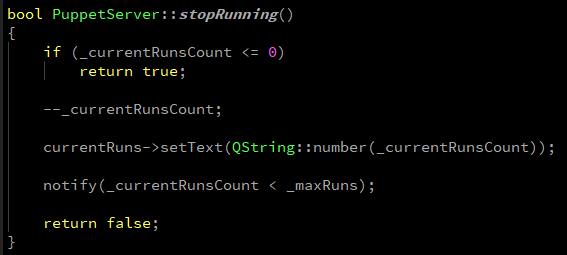 bool PuppetServer::stopRunning()
{
    if (_currentRunsCount <= 0)
        return true;

    --_currentRunsCount;

    currentRuns->setText(QString::number(_currentRunsCount));

    notify(_currentRunsCount < _maxRuns);

    return false;
}